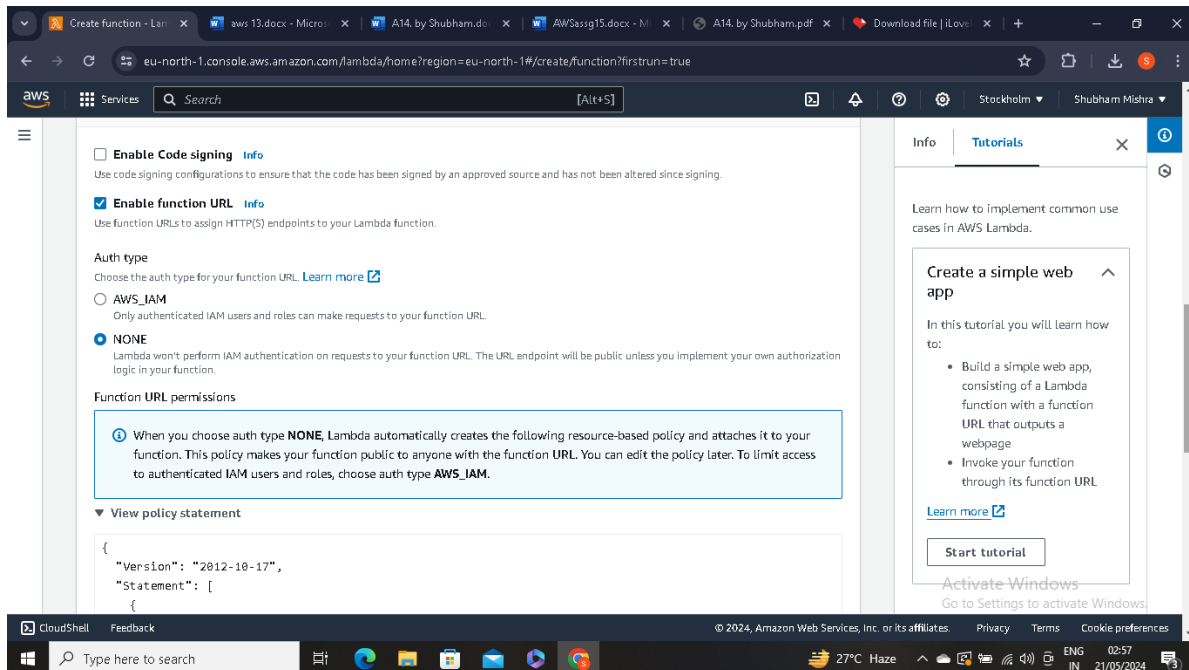 Create function - Lam
aws 13.docx - Micros
A14. by Shubham.do
AWSassg15.docx - Mi
A14. by Shubham.pdf
Download file | iLove
eu-north-1.console.aws.amazon.com/lambda/home?region=eu-north-1#/create/function?firstrun=true
S
aws
Services
Search
[Alt+S]
Stockholm ▼
Shubham Mishra ▼
Enable Code signing Info
Use code signing configurations to ensure that the code has been signed by an approved source and has not been altered since signing.
Enable function URL Info
Use function URLs to assign HTTP(S) endpoints to your Lambda function.
Auth type
Choose the auth type for your function URL. Learn more
AWS_IAM
Only authenticated IAM users and roles can make requests to your function URL.
NONE
Lambda won't perform IAM authentication on requests to your function URL. The URL endpoint will be public unless you implement your own authorization
logic in your function.
Function URL permissions
When you choose auth type NONE, Lambda automatically creates the following resource-based policy and attaches it to your
function. This policy makes your function public to anyone with the function URL. You can edit the policy later. To limit access
to authenticated IAM users and roles, choose auth type AWS_IAM.
▼ View policy statement
{
"Version": "2012-10-17",
"Statement": [
{
Info
Tutorials
Learn how to implement common use
cases in AWS Lambda.
Create a simple web
app
In this tutorial you will learn how
to:
• Build a simple web app,
consisting of a Lambda
function with a function
URL that outputs a
webpage
• Invoke your function
through its function URL
Learn more
Start tutorial
Activate Windows
Go to Settings to activate Windows.
CloudShell
Feedback
© 2024, Amazon Web Services, Inc. or its affiliates.
Privacy
Terms
Cookie preferences
Type here to search
27°C Haze
ENG
IN
02:57
21/05/2024
3